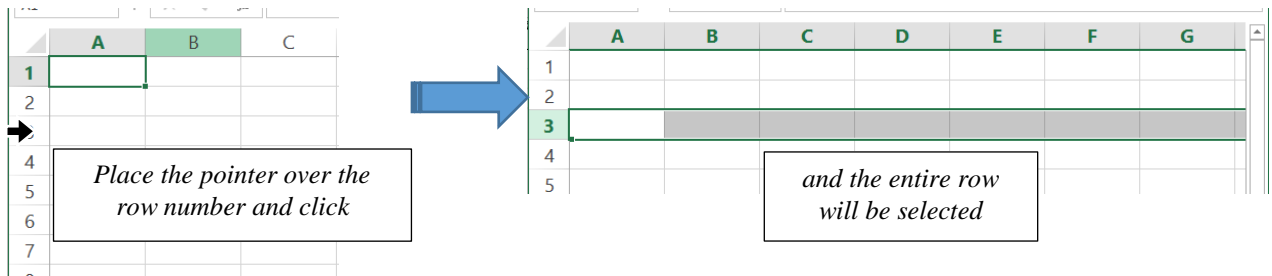 A B C
1
2
3
4
5
6
7
Place the pointer over the
row number and click
A B C D E F G
1
2
3
4
5
and the entire row
will be selected